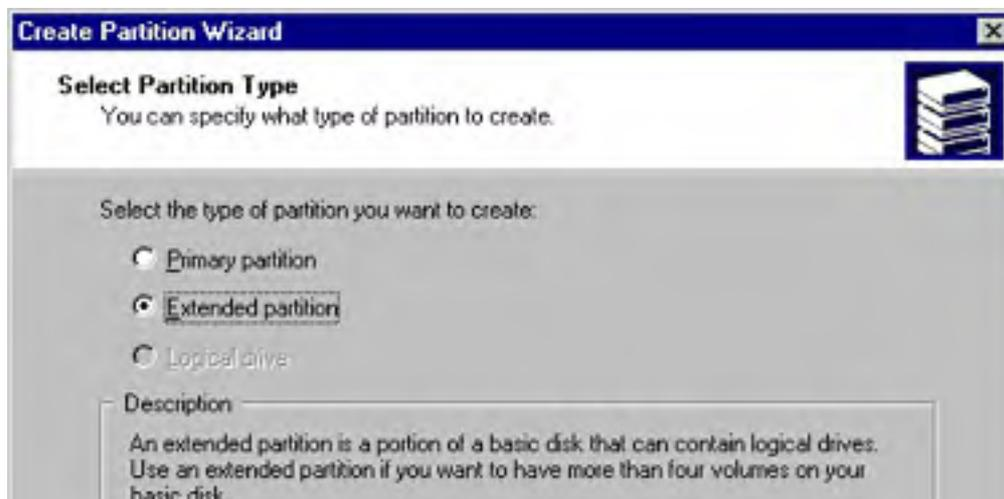 Create Partition Wizard
Select Partition Type
You can specify what type of partition to create.
Select the type of partition you want to create:
Primary partition
Extended partition
Logical drive
Description
An extended partition is a portion of a basic disk that can contain logical drives.
Use an extended partition if you want to have more than four volumes on your
basic disk